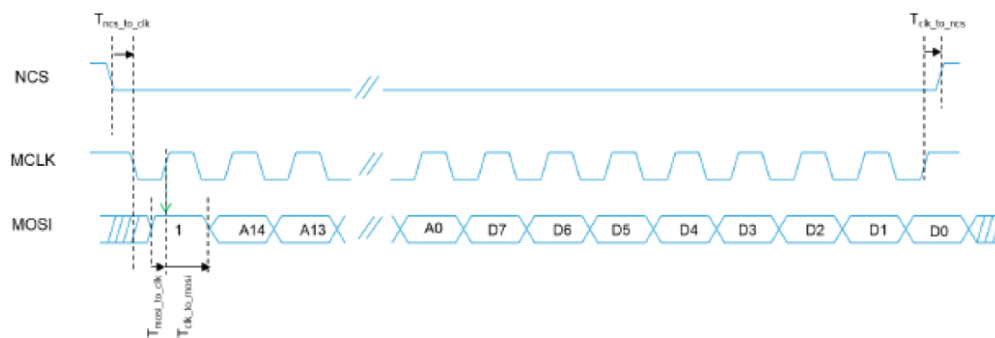 Tncs_to_clk
Tclk_to_ncs
NCS
MCLK
MOSI
1 A14 A13 A0 D7 D6 D5 D4 D3 D2 D1 D0
Tmosi_to_clk
Tclk_to_mosi